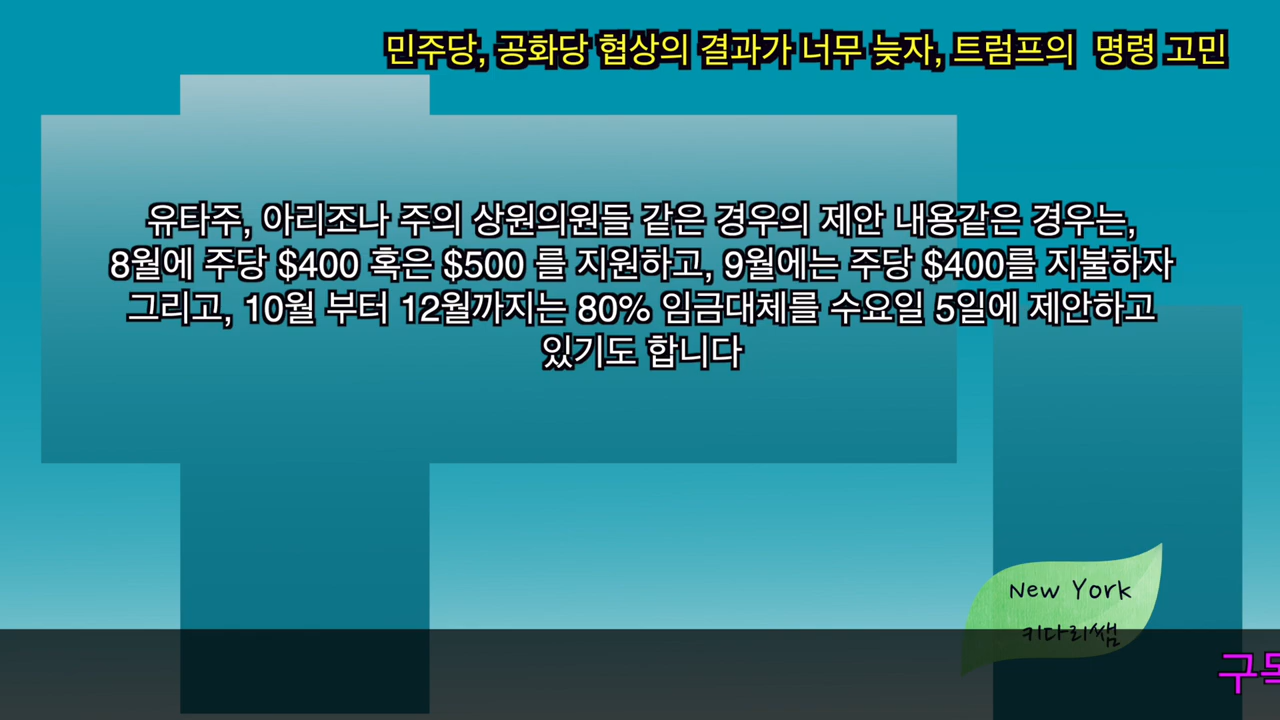 민주당, 공화당 협상의 결과가 너무 늦자, 트럼프의 명령 고민
유타주, 아리조나 주의 상원의원들 같은 경우의 제안 내용같은 경우는,
8월에 주당 $400 혹은 $500 를 지원하고, 9월에는 주당 $400를 지불하자
그리고, 10월 부터 12월까지는 80% 임금대체를 수요일 5일에 제안하고
있기도 합니다
New York
키다리쌤